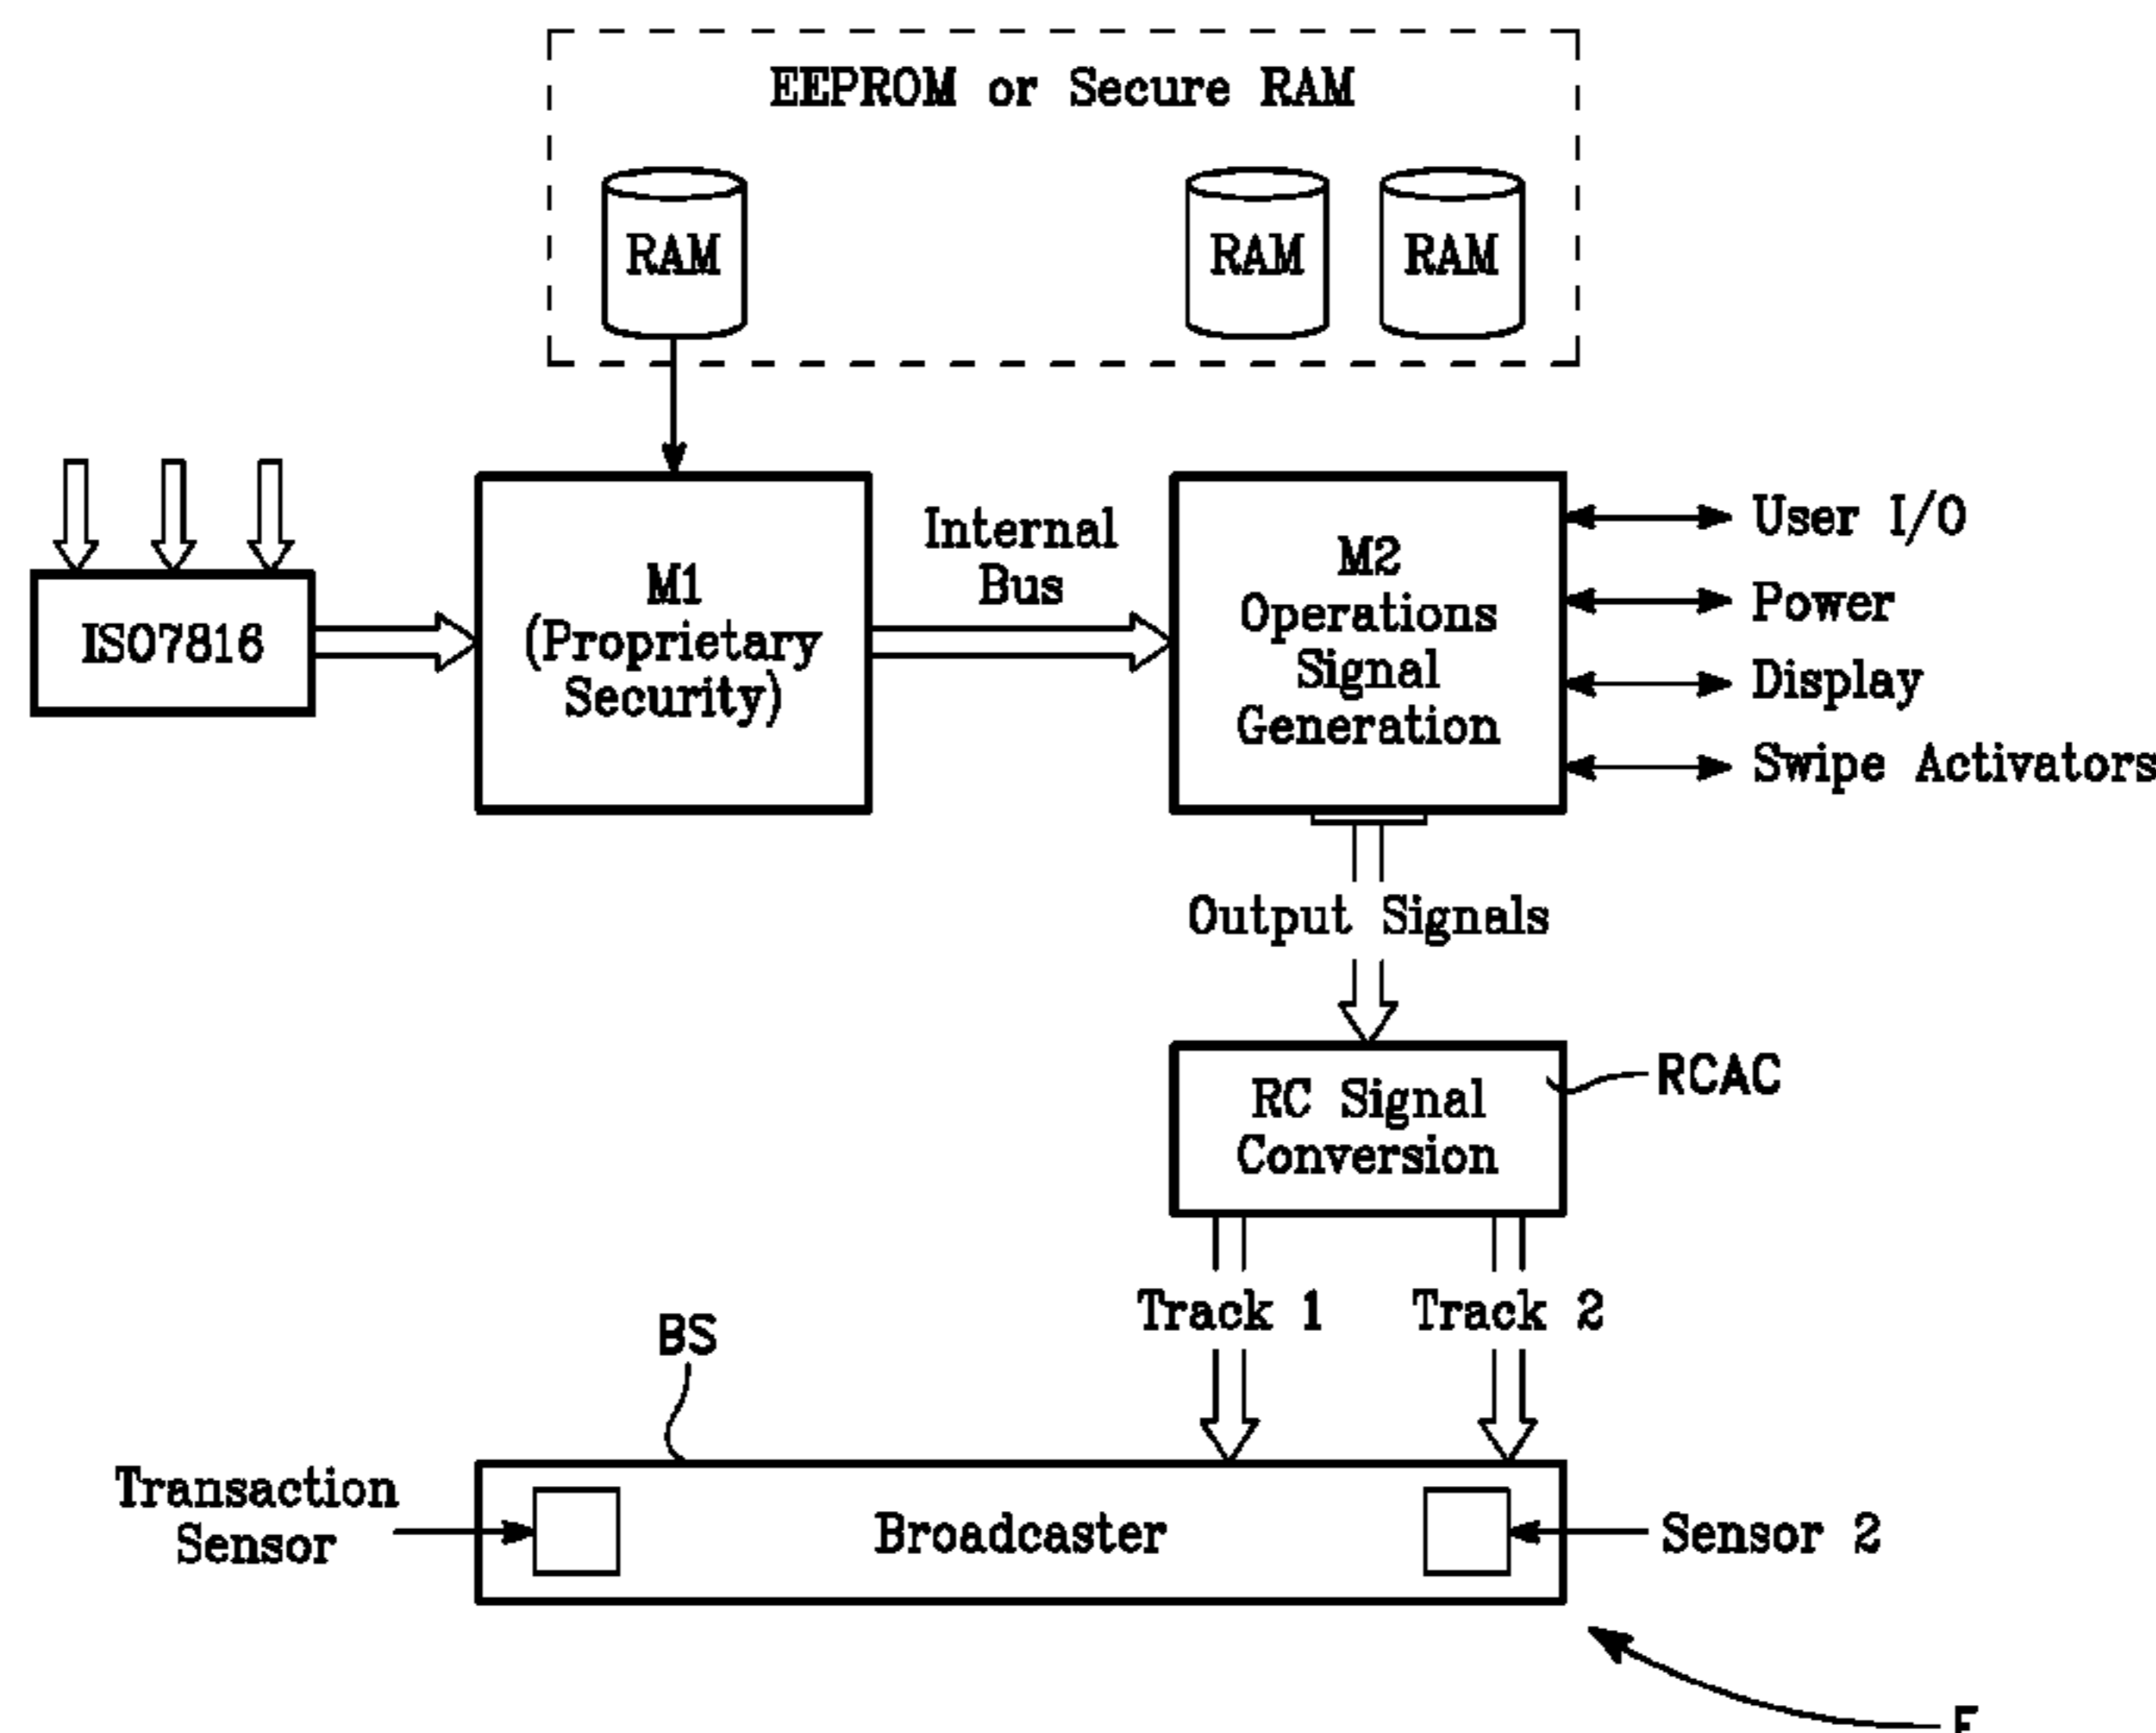 EEPROM or Secure RAM
RAM
RAM
RAM
ISO7816
M1
(Proprietary
Security)
Internal
Bus
M2
Operations
Signal
Generation
User I/O
Power
Display
Swipe Activators
Output Signals
RC Signal
Conversion
RCAC
Track 1
Track 2
BS
Transaction
Sensor
Broadcaster
Sensor 2